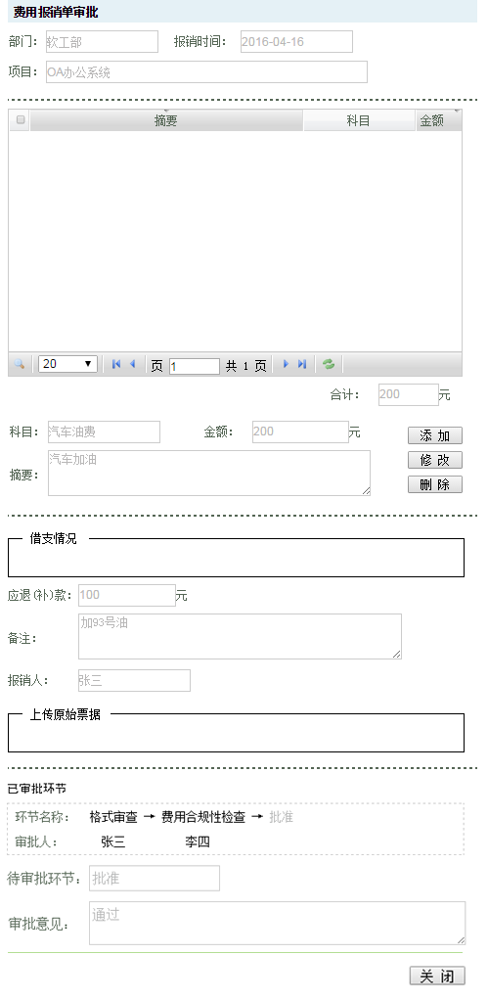 费用报销单审批
部门： 软工部 报销时间： 2016-04-16
项目： OA办公系统
摘要 科目 金额
20 页 1 共 1 页
合计： 200 元
科目： 汽车油费 金额： 200 元
添 加
摘要： 汽车加油
修 改
删 除
借支情况
应退(补)款： 100 元
备注： 加93号油
报销人： 张三
上传原始票据
已审批环节
环节名称： 格式审查 → 费用合规性检查 → 批准
审批人： 张三 李四
待审批环节： 批准
审批意见： 通过
关 闭